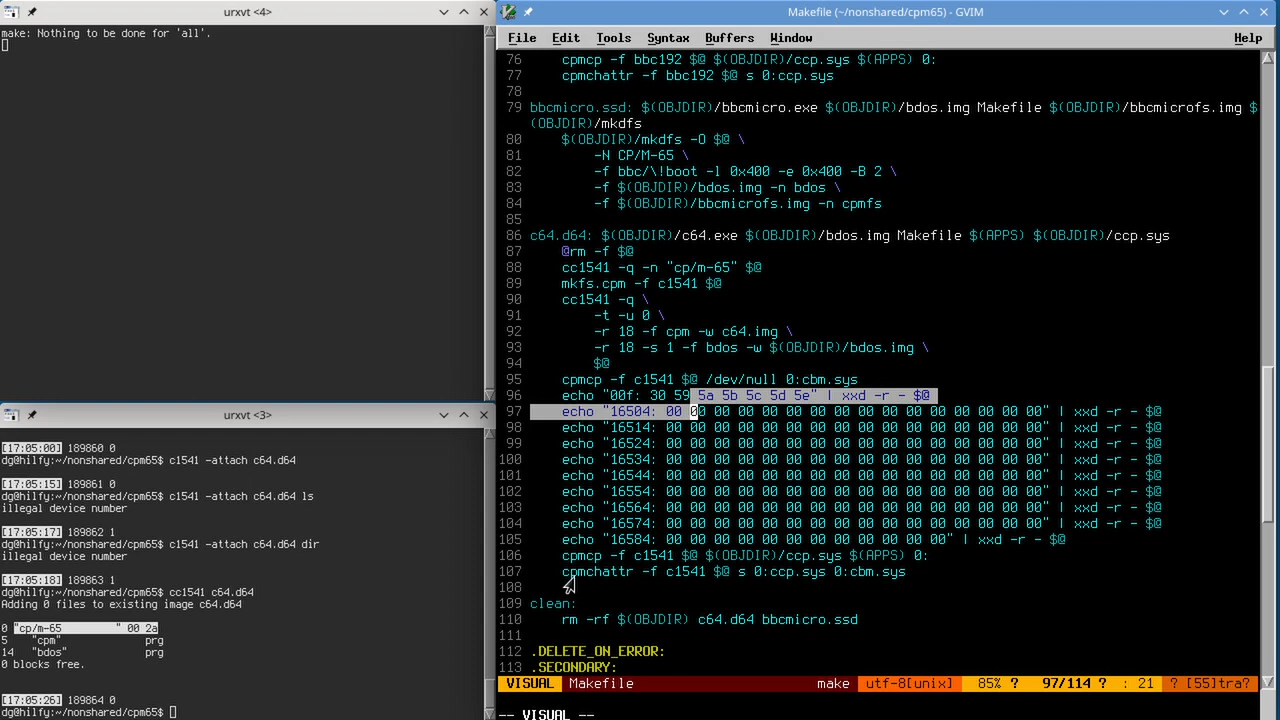 urxvt <4>
make: Nothing to be done for 'all'.
urxvt <3>
[17:05:00] 189860 0
dg@hilfy:~/nonshared/cpm65$ c1541 -attach c64.d64
[17:05:15] 189861 0
dg@hilfy:~/nonshared/cpm65$ c1541 -attach c64.d64 ls
illegal device number
[17:05:17] 189862 1
dg@hilfy:~/nonshared/cpm65$ c1541 -attach c64.d64 dir
illegal device number
[17:05:18] 189863 1
dg@hilfy:~/nonshared/cpm65$ cc1541 c64.d64
Adding 0 files to existing image c64.d64
0 "cp/m-65         " 00 2a
5    "cpm"               prg
14   "bdos"              prg
0 blocks free.
[17:05:26] 189864 0
dg@hilfy:~/nonshared/cpm65$
Makefile (~/nonshared/cpm65) - GVIM
File Edit Tools Syntax Buffers Window Help
76     cpmcp -f bbc192 $@ $(OBJDIR)/ccp.sys $(APPS) 0:
77     cpmchattr -f bbc192 $@ s 0:ccp.sys
78
79 bbcmicro.ssd: $(OBJDIR)/bbcmicro.exe $(OBJDIR)/bdos.img Makefile $(OBJDIR)/bbcmicrofs.img $
(OBJDIR)/mkdfs
80     $(OBJDIR)/mkdfs -O $@ \
81         -N CP/M-65 \
82         -f bbc/\!boot -l 0x400 -e 0x400 -B 2 \
83         -f $(OBJDIR)/bdos.img -n bdos \
84         -f $(OBJDIR)/bbcmicrofs.img -n cpmfs
85
86 c64.d64: $(OBJDIR)/c64.exe $(OBJDIR)/bdos.img Makefile $(APPS) $(OBJDIR)/ccp.sys
87     @rm -f $@
88     cc1541 -q -n "cp/m-65" $@
89     mkfs.cpm -f c1541 $@
90     cc1541 -q \
91         -t -u 0 \
92         -r 18 -f cpm -w c64.img \
93         -r 18 -s 1 -f bdos -w $(OBJDIR)/bdos.img \
94         $@
95     cpmcp -f c1541 $@ /dev/null 0:cbm.sys
96     echo "00f: 30 59 5a 5b 5c 5d 5e" | xxd -r - $@
97     echo "16504: 00 00 00 00 00 00 00 00 00 00 00 00 00 00 00 00" | xxd -r - $@
98     echo "16514: 00 00 00 00 00 00 00 00 00 00 00 00 00 00 00 00" | xxd -r - $@
99     echo "16524: 00 00 00 00 00 00 00 00 00 00 00 00 00 00 00 00" | xxd -r - $@
100     echo "16534: 00 00 00 00 00 00 00 00 00 00 00 00 00 00 00 00" | xxd -r - $@
101     echo "16544: 00 00 00 00 00 00 00 00 00 00 00 00 00 00 00 00" | xxd -r - $@
102     echo "16554: 00 00 00 00 00 00 00 00 00 00 00 00 00 00 00 00" | xxd -r - $@
103     echo "16564: 00 00 00 00 00 00 00 00 00 00 00 00 00 00 00 00" | xxd -r - $@
104     echo "16574: 00 00 00 00 00 00 00 00 00 00 00 00 00 00 00 00" | xxd -r - $@
105     echo "16584: 00 00 00 00 00 00 00 00 00 00 00 00" | xxd -r - $@
106     cpmcp -f c1541 $@ $(OBJDIR)/ccp.sys $(APPS) 0:
107     cpmchattr -f c1541 $@ s 0:ccp.sys 0:cbm.sys
108
109 clean:
110     rm -rf $(OBJDIR) c64.d64 bbcmicro.ssd
111
112 .DELETE_ON_ERROR:
113 .SECONDARY:
VISUAL Makefile make utf-8[unix] 85% ? 97/114 ? : 21 ? [55]tra?
-- VISUAL --